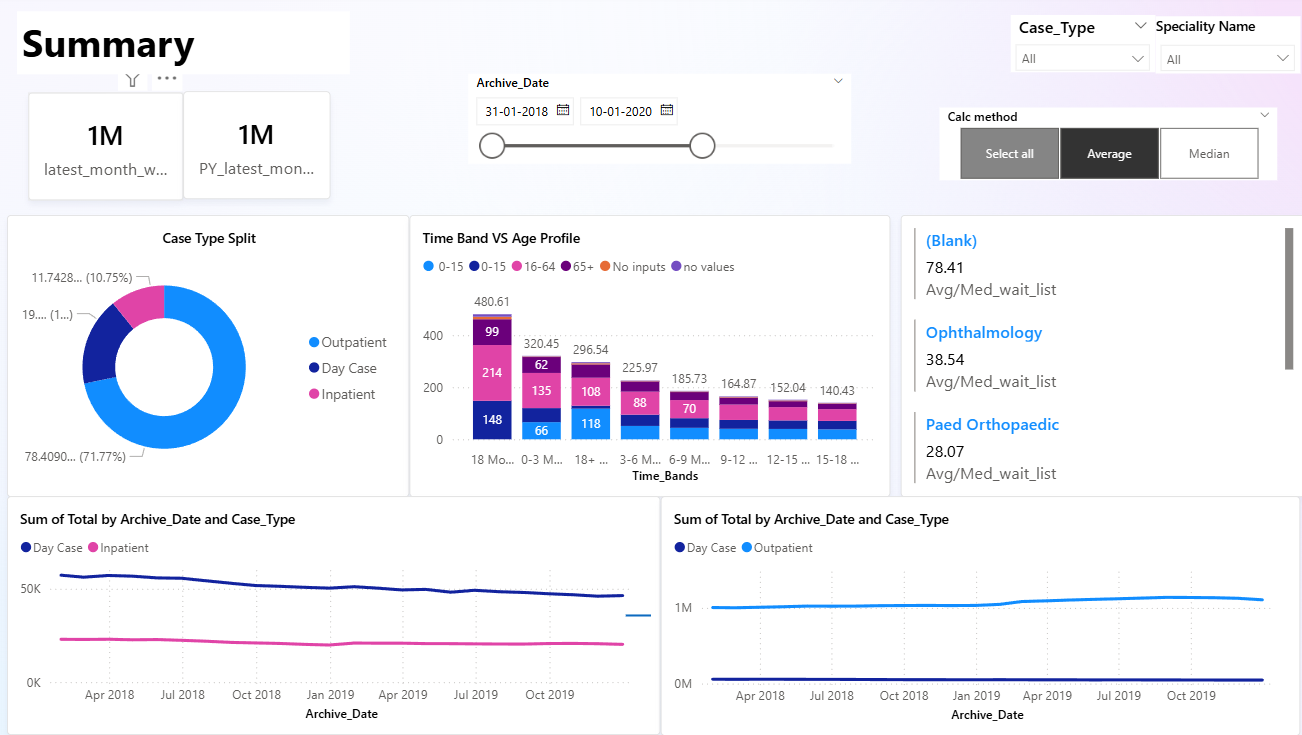 Summary
Case_Type
All
Speciality Name
All
1M
latest_month_w...
1M
PY_latest_mon...
Archive_Date
31-01-2018
10-01-2020
Calc method
Select all
Average
Median
Case Type Split
11.7428... (10.75%)
19.... (1...)
78.4090... (71.77%)
Outpatient
Day Case
Inpatient
Time Band VS Age Profile
0-15 0-15 16-64 65+ No inputs no values
480.61
320.45
296.54
225.97
185.73
164.87
152.04
140.43
400
200
0
99
214
148
62
135
66
108
118
88
70
18 Mo... 0-3 M... 18+ ... 3-6 M... 6-9 M... 9-12 ... 12-15 ... 15-18 ...
Time_Bands
(Blank)
78.41
Avg/Med_wait_list
Ophthalmology
38.54
Avg/Med_wait_list
Paed Orthopaedic
28.07
Avg/Med_wait_list
Sum of Total by Archive_Date and Case_Type
Day Case Inpatient
50K
0K
Apr 2018 Jul 2018 Oct 2018 Jan 2019 Apr 2019 Jul 2019 Oct 2019
Archive_Date
Sum of Total by Archive_Date and Case_Type
Day Case Outpatient
1M
0M
Apr 2018 Jul 2018 Oct 2018 Jan 2019 Apr 2019 Jul 2019 Oct 2019
Archive_Date